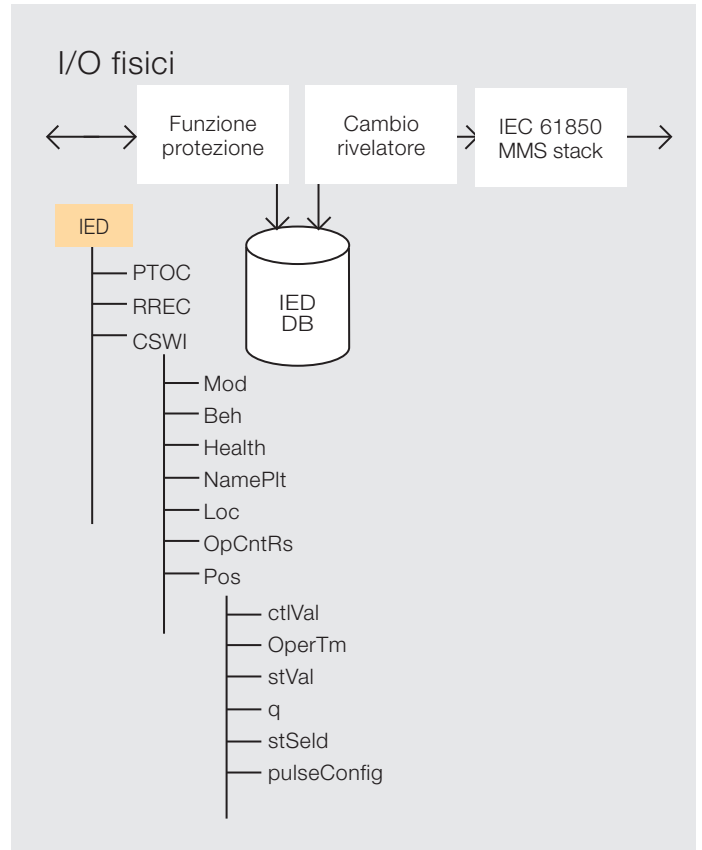 I/O fisici
Funzione
protezione
Cambio
rivelatore
IEC 61850
MMS stack
IED
DB
IED
PTOC
RREC
CSWI
Mod
Beh
Health
NamePlt
Loc
OpCntRs
Pos
ctlVal
OperTm
stVal
q
stSeld
pulseConfig